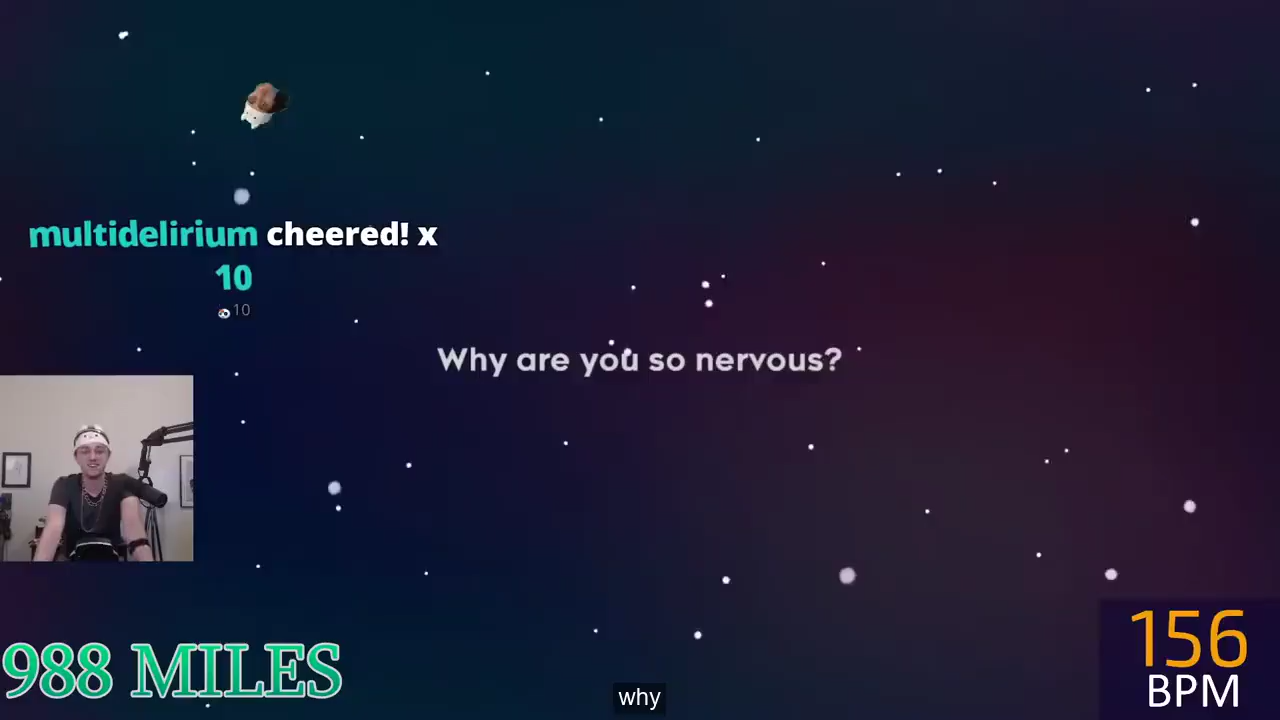 multidelirium cheered! x
10
10
Why are you so nervous?
988 MILES
156
BPM
why